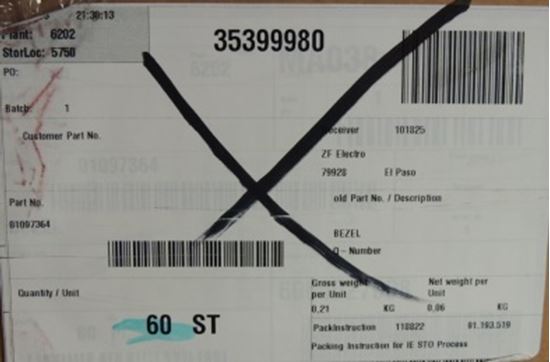 21:30:13
Plant: 6202
StorLoc: 5750
35399980
PO:
Batch: 1
Customer Part No.
Receiver 101825
ZF Electro
79928 El Paso
Part No.
01097364
old Part No. / Description
BEZEL
Q - Number
Quantity / Unit
60 ST
Gross weight per Unit
0,21 KG
Net weight per Unit
0,06 KG
Packinstruction 118822 01.193.519
Packing Instruction for IE STO Process